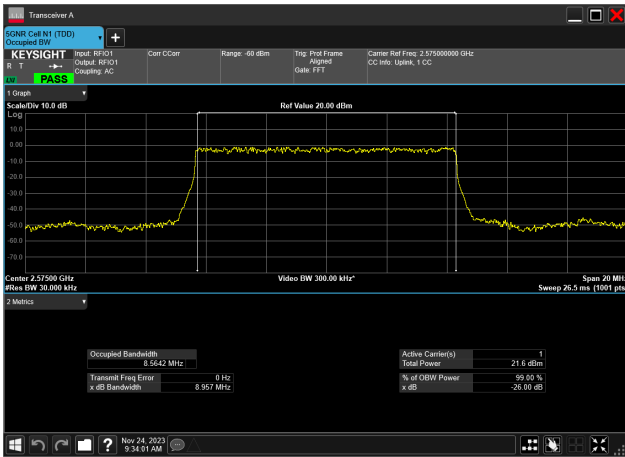 Transceiver A
5GNR Cell N1 (TDD)
Occupied BW
KEYSIGHT
R T
PASS
Input: RFIO1
Output: RFIO1
Coupling: AC
Corr CCorr
Range: -60 dBm
Trig: Prot Frame
Aligned
Gate: FFT
Carrier Ref Freq: 2.575000000 GHz
CC Info: Uplink, 1 CC
1 Graph
Scale/Div 10.0 dB
Ref Value 20.00 dBm
Log
10.0
0.00
-10.0
-20.0
-30.0
-40.0
-50.0
-60.0
-70.0
Center 2.57500 GHz
Video BW 300.00 kHz*
Span 20 MHz
#Res BW 30.000 kHz
Sweep 26.5 ms (1001 pts
2 Metrics
Occupied Bandwidth
8.5642 MHz
Transmit Freq Error 0 Hz
x dB Bandwidth 8.957 MHz
Active Carrier(s) 1
Total Power 21.6 dBm
% of OBW Power 99.00 %
x dB -26.00 dB
?
Nov 24, 2023
9:34:01 AM